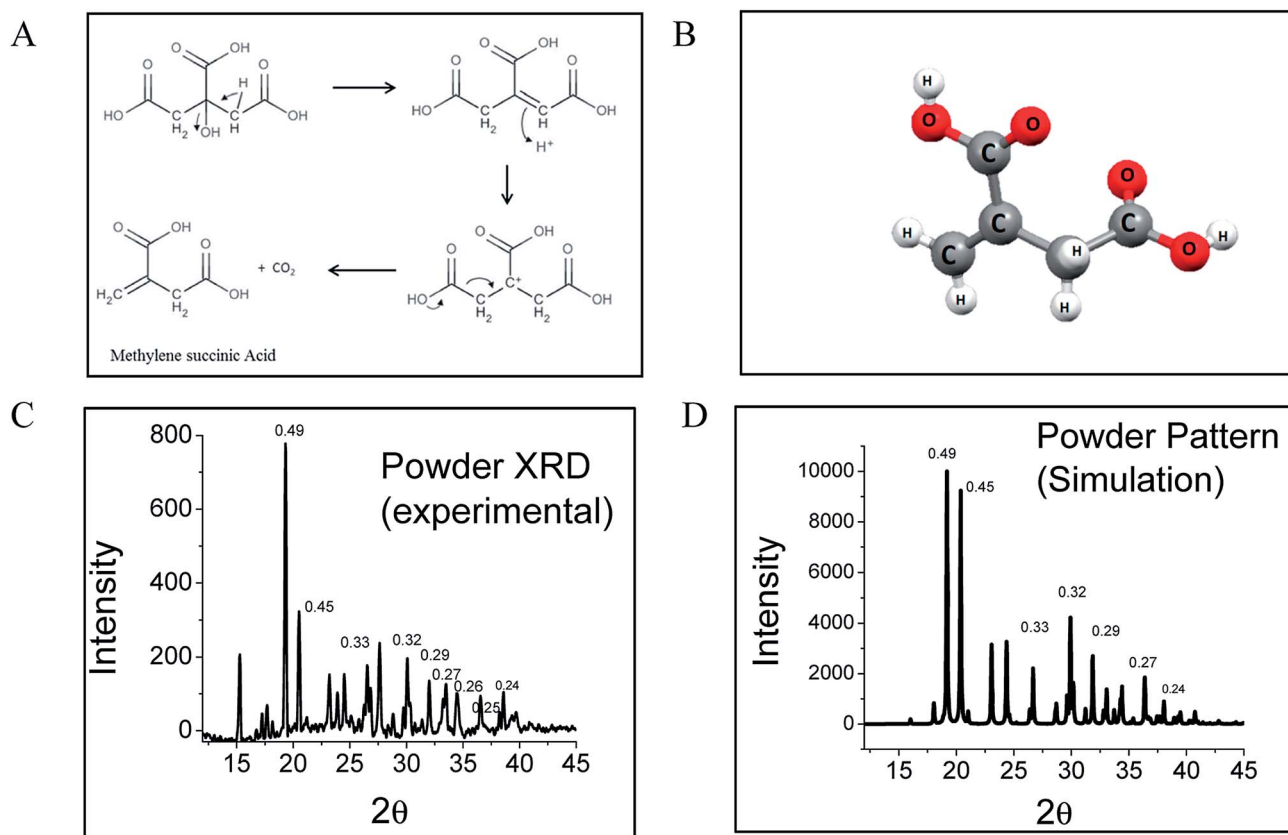 A
O OH
O H O
HO C H2 C H OH
OH
O OH
O O
HO C H2 C H OH
H+
O OH
O
H2C C H2 OH
+ CO2
O OH
O O
HO C H2 C+ C H2 OH
Methylene succinic Acid
B
H
O C O
O
H C C C H
C H O
H H
C
Powder XRD
(experimental)
Intensity
800
600
400
200
0
0.49
0.45
0.33
0.32
0.29
0.27
0.26
0.25
0.24
15 20 25 30 35 40 45
2θ
D
Powder Pattern
(Simulation)
Intensity
10000
8000
6000
4000
2000
0
0.49
0.45
0.33
0.32
0.29
0.27
0.24
15 20 25 30 35 40 45
2θ